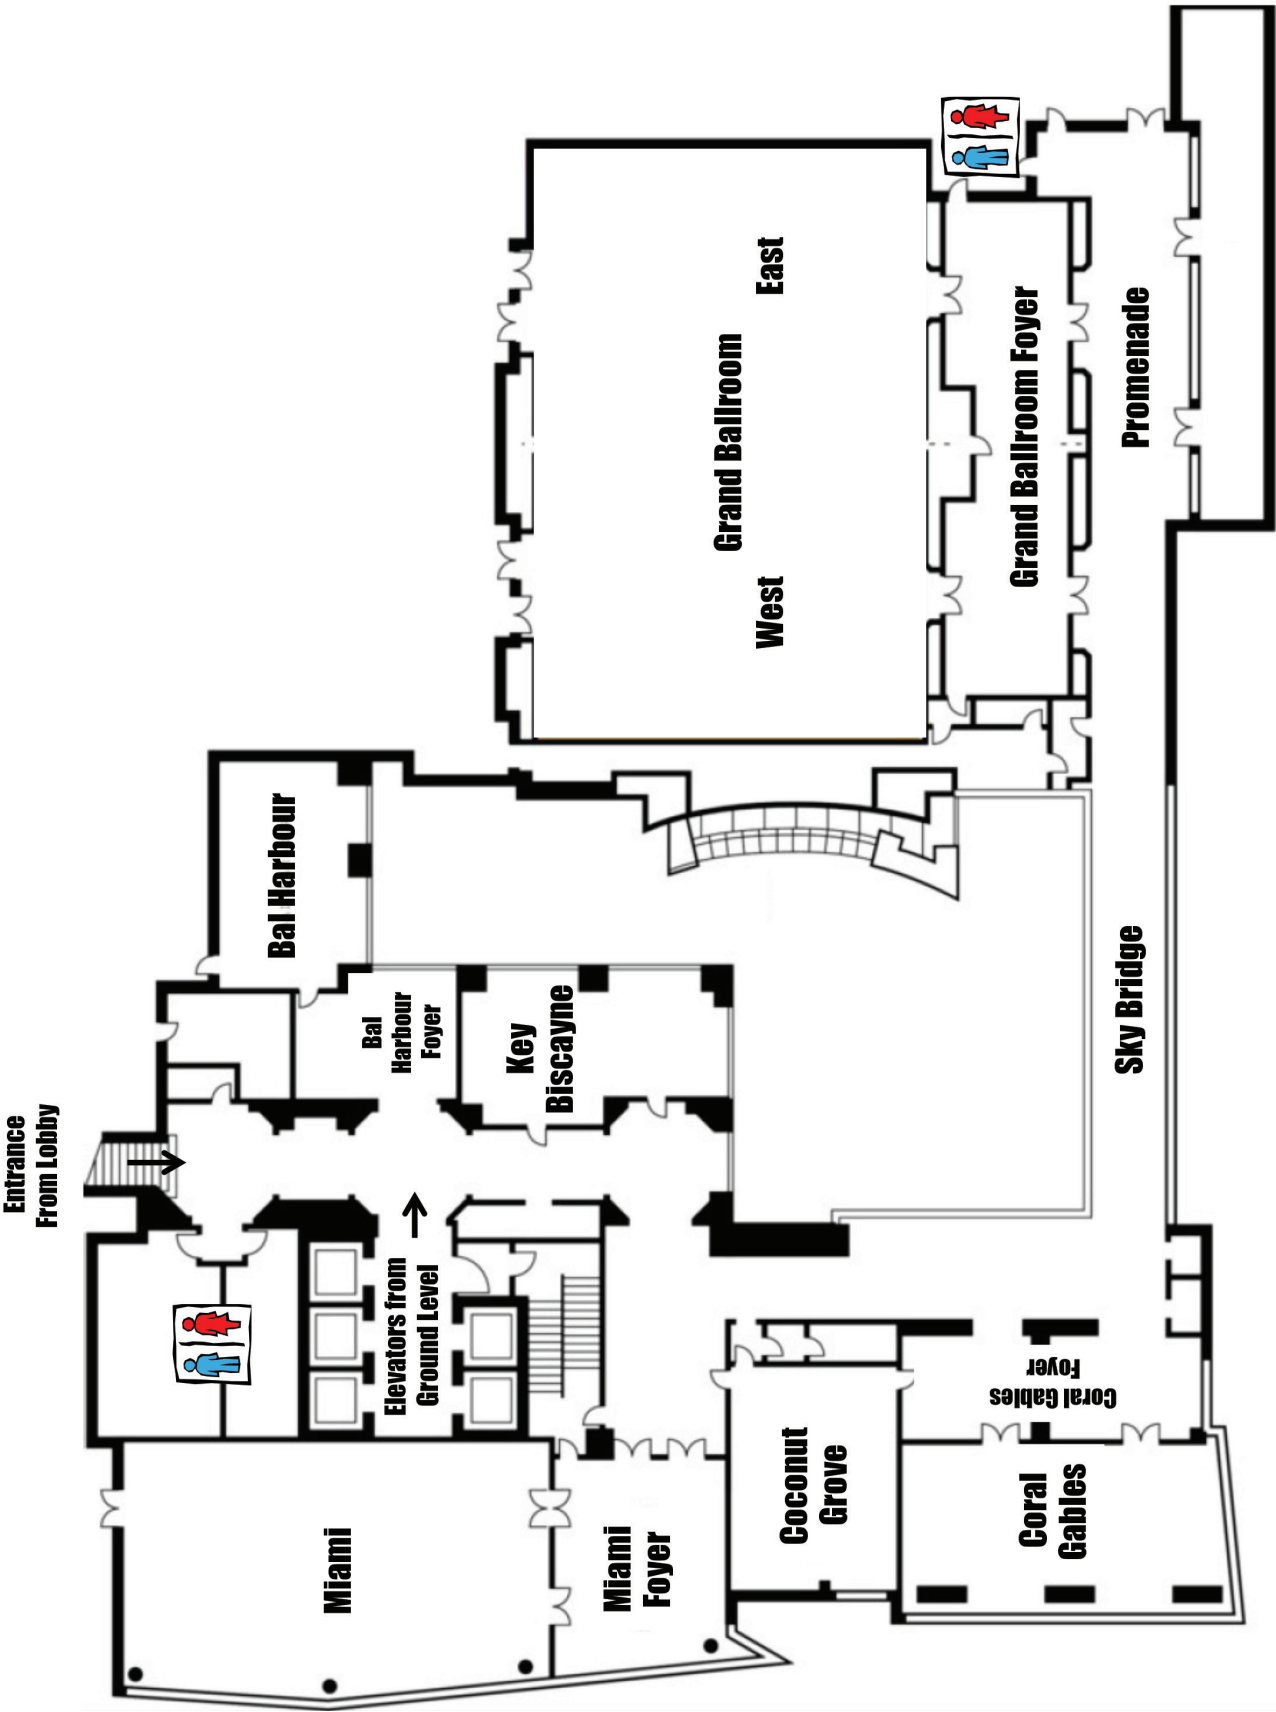 Entrance
From Lobby
Bal Harbour
Bal
Harbour
Foyer
Key
Biscayne
Elevators from
Ground Level
Miami
Miami
Foyer
Coconut
Grove
Coral
Gables
Coral Gables
Foyer
Sky Bridge
Promenade
Grand Ballroom Foyer
Grand Ballroom
West
East